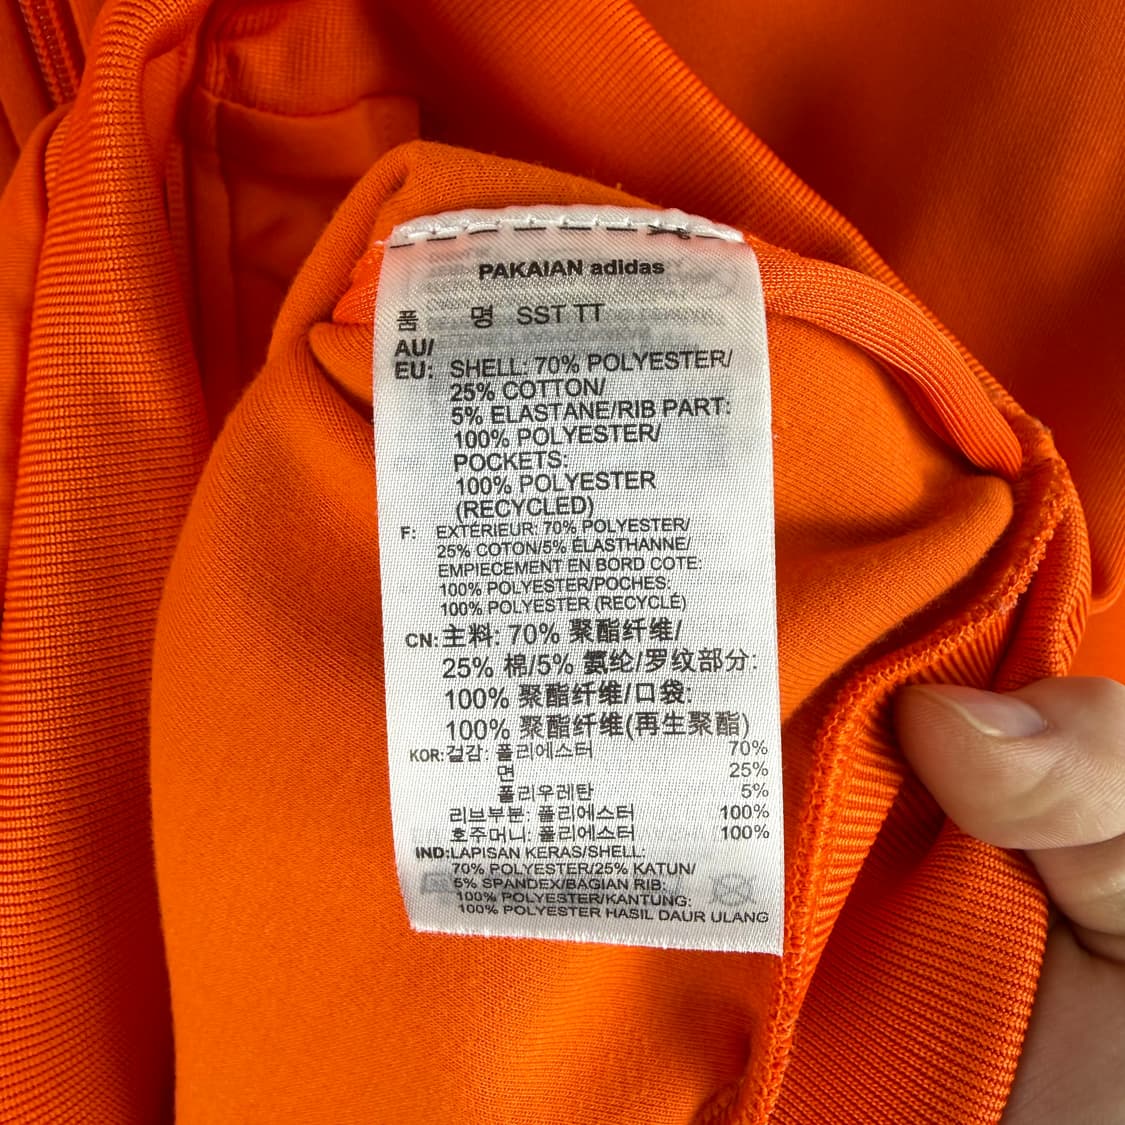 PAKAIAN adidas
품 명 SST TT
AU/
EU: SHELL: 70% POLYESTER/
25% COTTON/
5% ELASTANE/RIB PART:
100% POLYESTER/
POCKETS:
100% POLYESTER
(RECYCLED)
F: EXTÉRIEUR: 70% POLYESTER/
25% COTON/5% ÉLASTHANNE/
EMPIECEMENT EN BORD COTE:
100% POLYESTER/POCHES:
100% POLYESTER (RECYCLÉ)
CN: 主料: 70% 聚酯纤维/
25% 棉/5% 氨纶/罗纹部分:
100% 聚酯纤维/口袋:
100% 聚酯纤维(再生聚酯)
KOR: 겉감: 폴리에스터 70%
면 25%
폴리우레탄 5%
리브부분: 폴리에스터 100%
호주머니: 폴리에스터 100%
IND: LAPISAN KERAS/SHELL:
70% POLYESTER/25% KATUN/
5% SPANDEX/BAGIAN RIB:
100% POLYESTER/KANTUNG:
100% POLYESTER HASIL DAUR ULANG